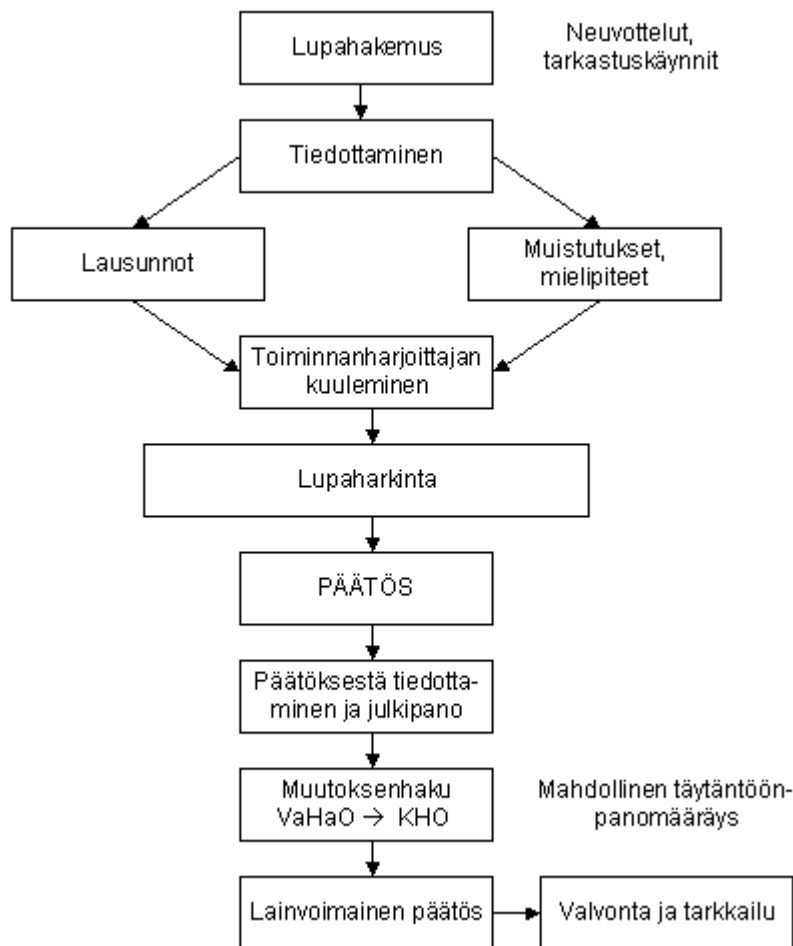 Lupahakemus
Neuvottelut,
tarkastuskäynnit
Tiedottaminen
Lausunnot
Muistutukset,
mielipiteet
Toiminnanharjoittajan
kuuleminen
Lupaharkinta
PÄÄTÖS
Päätöksestä tiedotta-
minen ja julkipano
Muutoksenhaku
VaHaO → KHO
Mahdollinen täytäntöön-
panomääräys
Lainvoimainen päätös
Valvonta ja tarkkailu